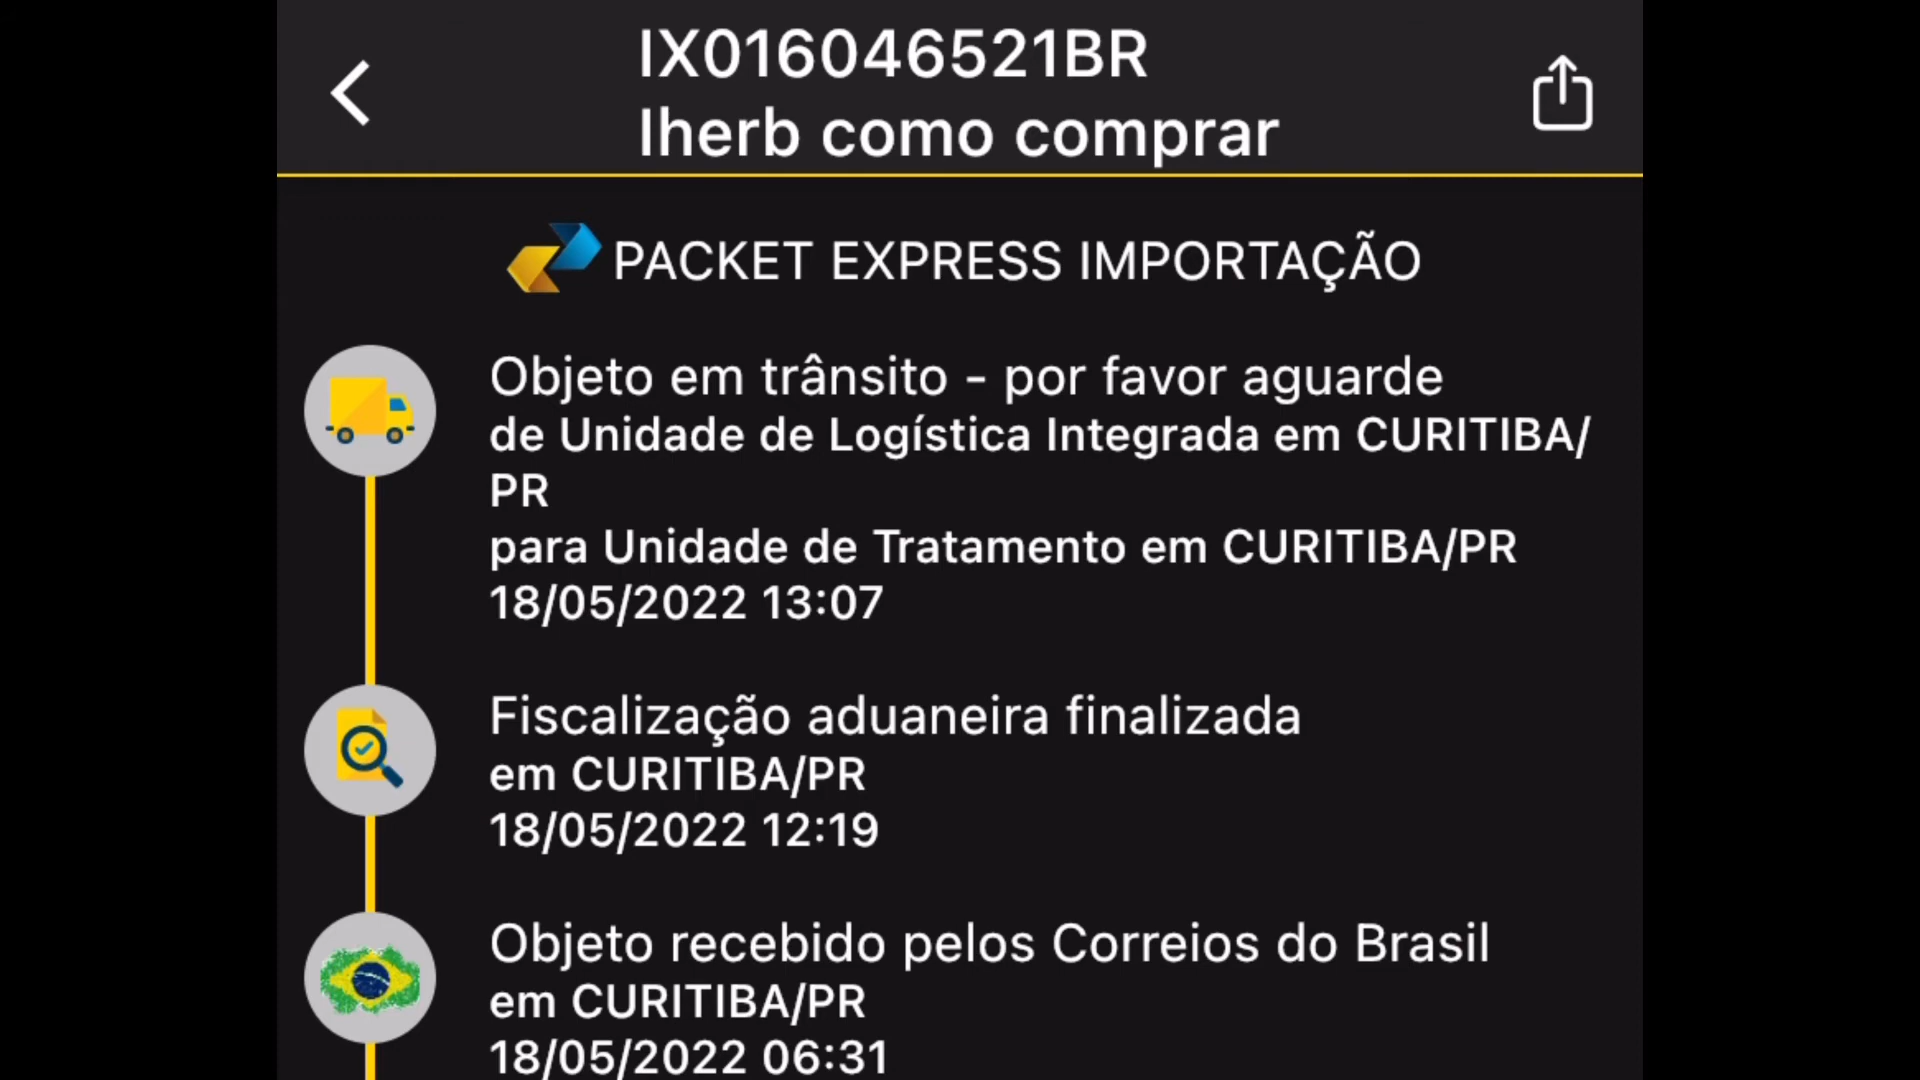 IX016046521BR
Iherb como comprar
PACKET EXPRESS IMPORTAÇÃO
Objeto em trânsito - por favor aguarde
de Unidade de Logística Integrada em CURITIBA/
PR
para Unidade de Tratamento em CURITIBA/PR
18/05/2022 13:07
Fiscalização aduaneira finalizada
em CURITIBA/PR
18/05/2022 12:19
Objeto recebido pelos Correios do Brasil
em CURITIBA/PR
18/05/2022 06:31